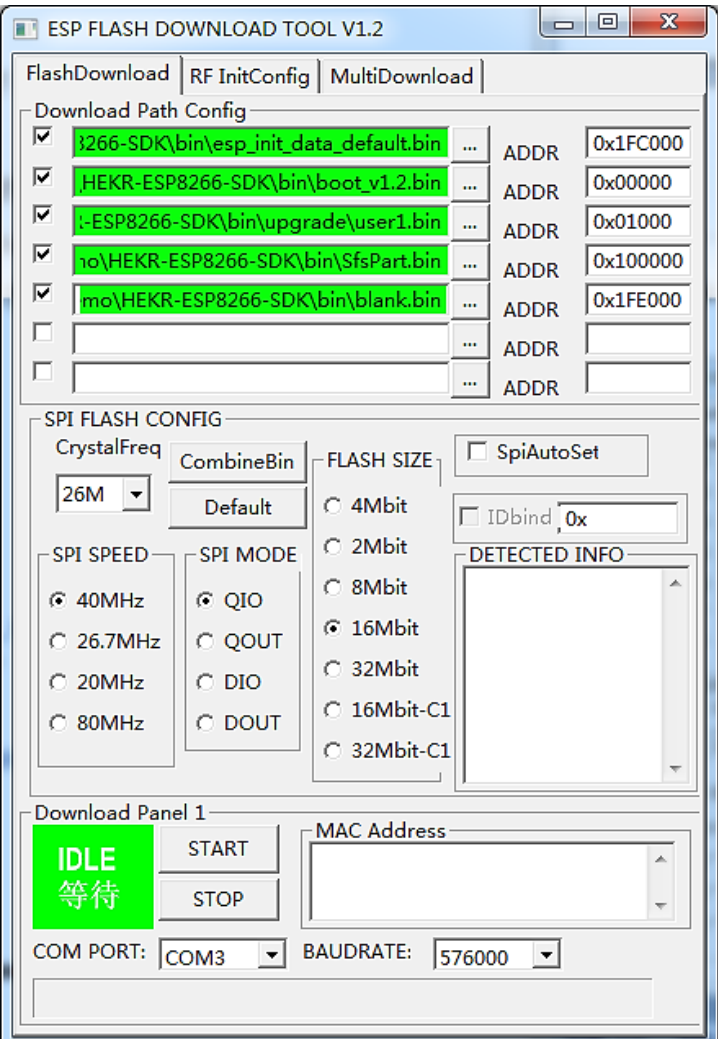 ESP FLASH DOWNLOAD TOOL V1.2
FlashDownload RF InitConfig MultiDownload
Download Path Config
3266-SDK\bin\esp_init_data_default.bin ... ADDR 0x1FC000
HEKR-ESP8266-SDK\bin\boot_v1.2.bin ... ADDR 0x00000
-ESP8266-SDK\bin\upgrade\user1.bin ... ADDR 0x01000
no\HEKR-ESP8266-SDK\bin\SfsPart.bin ... ADDR 0x100000
mo\HEKR-ESP8266-SDK\bin\blank.bin ... ADDR 0x1FE000
... ADDR
... ADDR
SPI FLASH CONFIG
CrystalFreq
26M
CombineBin
Default
SPI SPEED
40MHz
26.7MHz
20MHz
80MHz
SPI MODE
QIO
QOUT
DIO
DOUT
FLASH SIZE
4Mbit
2Mbit
8Mbit
16Mbit
32Mbit
16Mbit-C1
32Mbit-C1
SpiAutoSet
IDbind 0x
DETECTED INFO
Download Panel 1
IDLE
等待
START
STOP
MAC Address
COM PORT: COM3 BAUDRATE: 576000